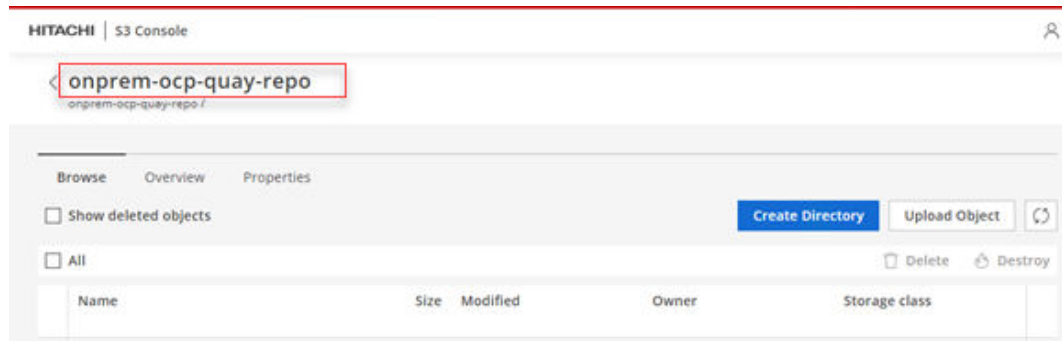 HITACHI S3 Console
onprem-ocp-quay-repo
onprem-ocp-quay-repo /
Browse Overview Properties
Show deleted objects Create Directory Upload Object
All Delete Destroy
Name Size Modified Owner Storage class